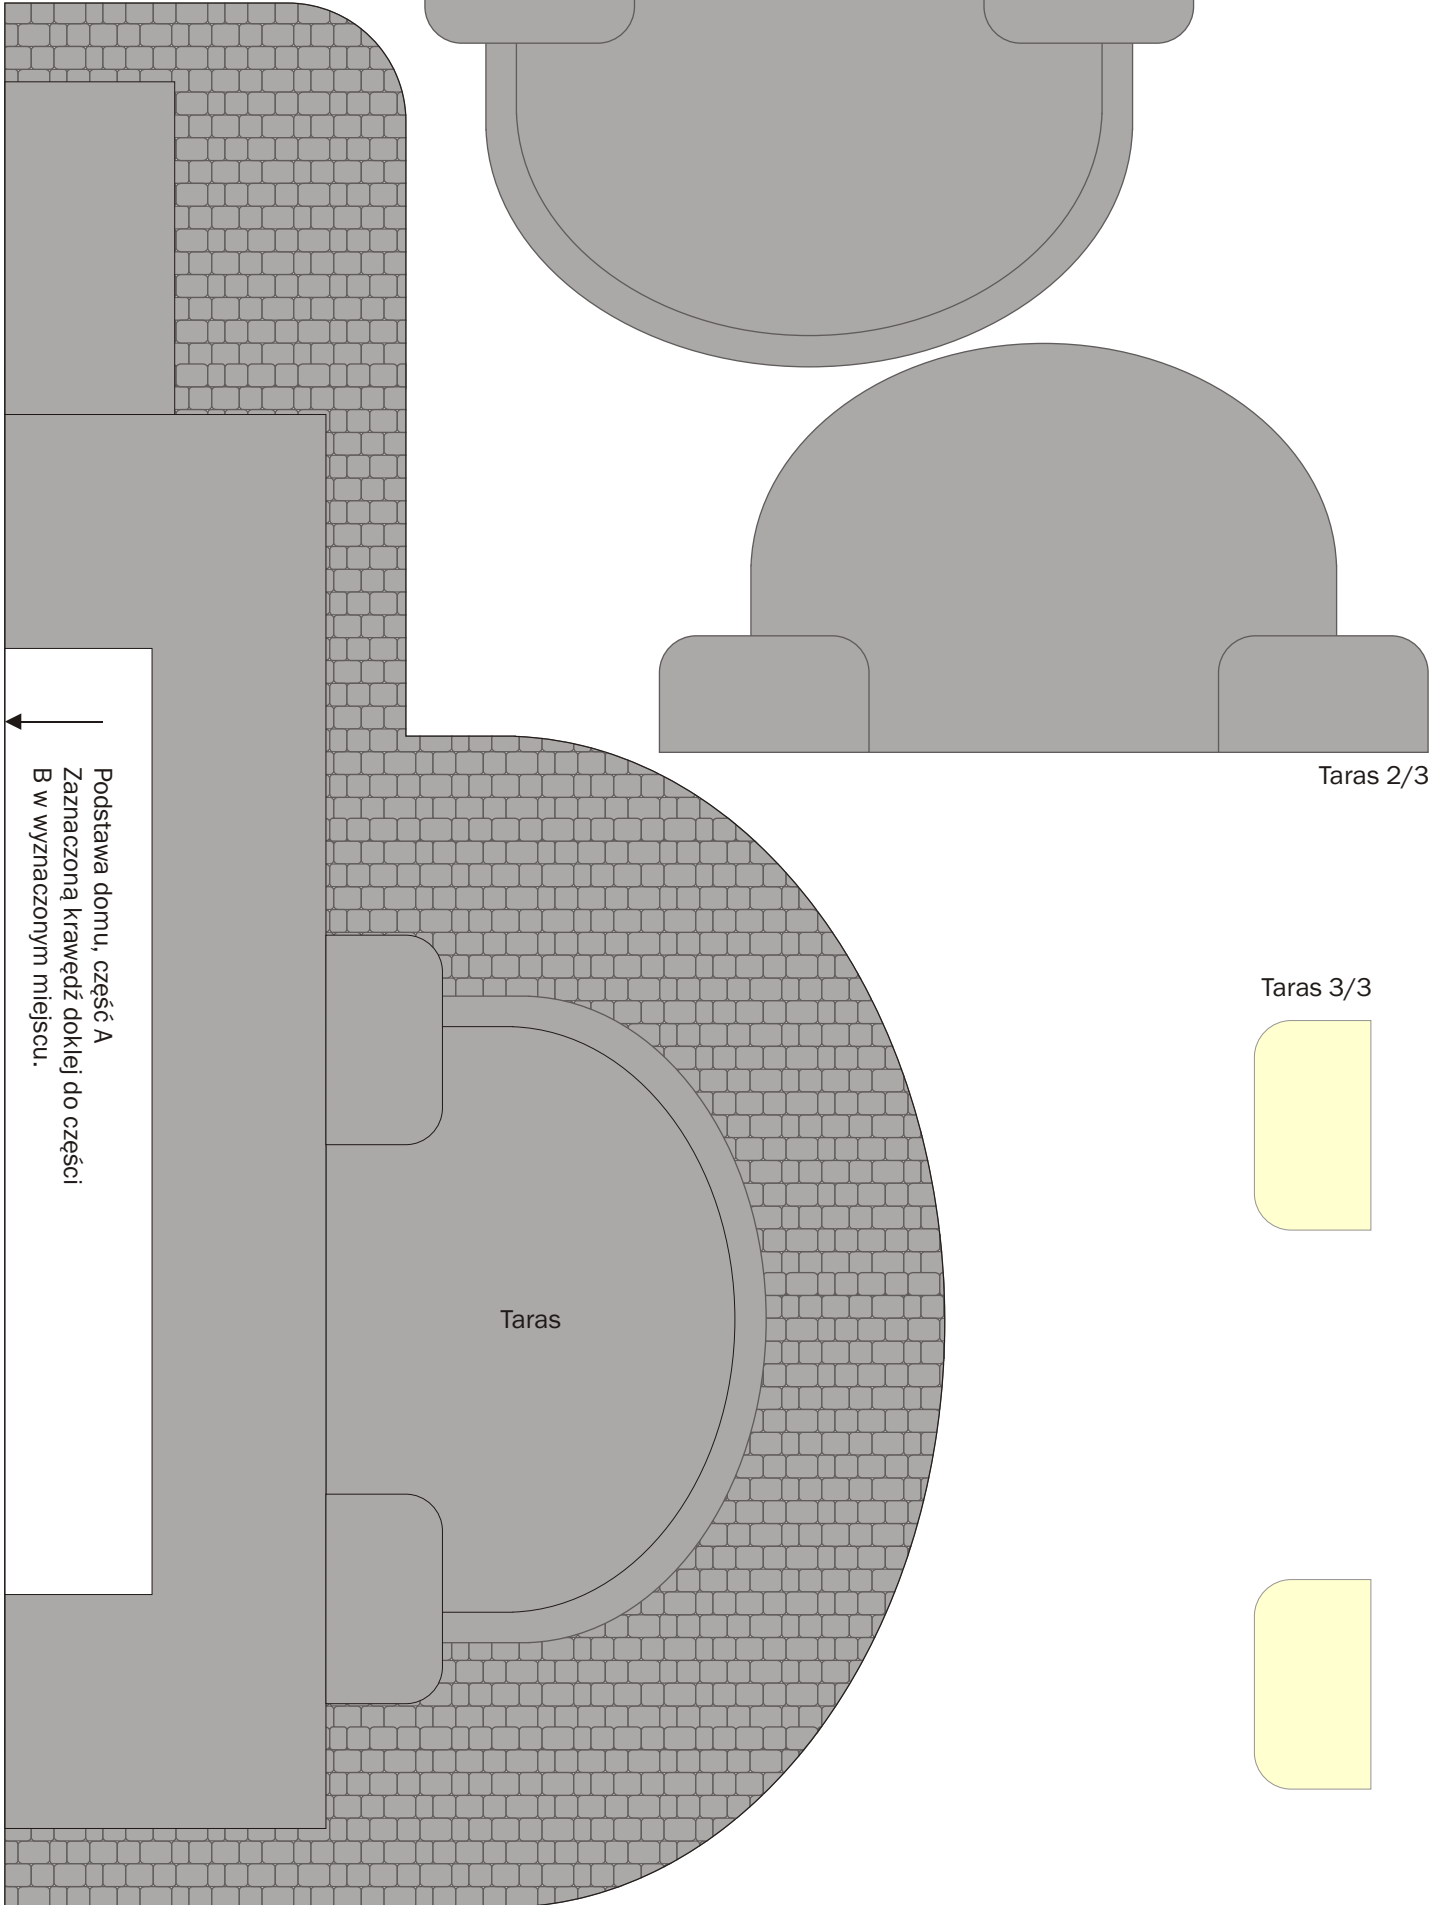 Taras 2/3
Podstawa domu, część A
Zaznaczoną krawędź doklej do części
B w wyznaczonym miejscu.
Taras 3/3
Taras